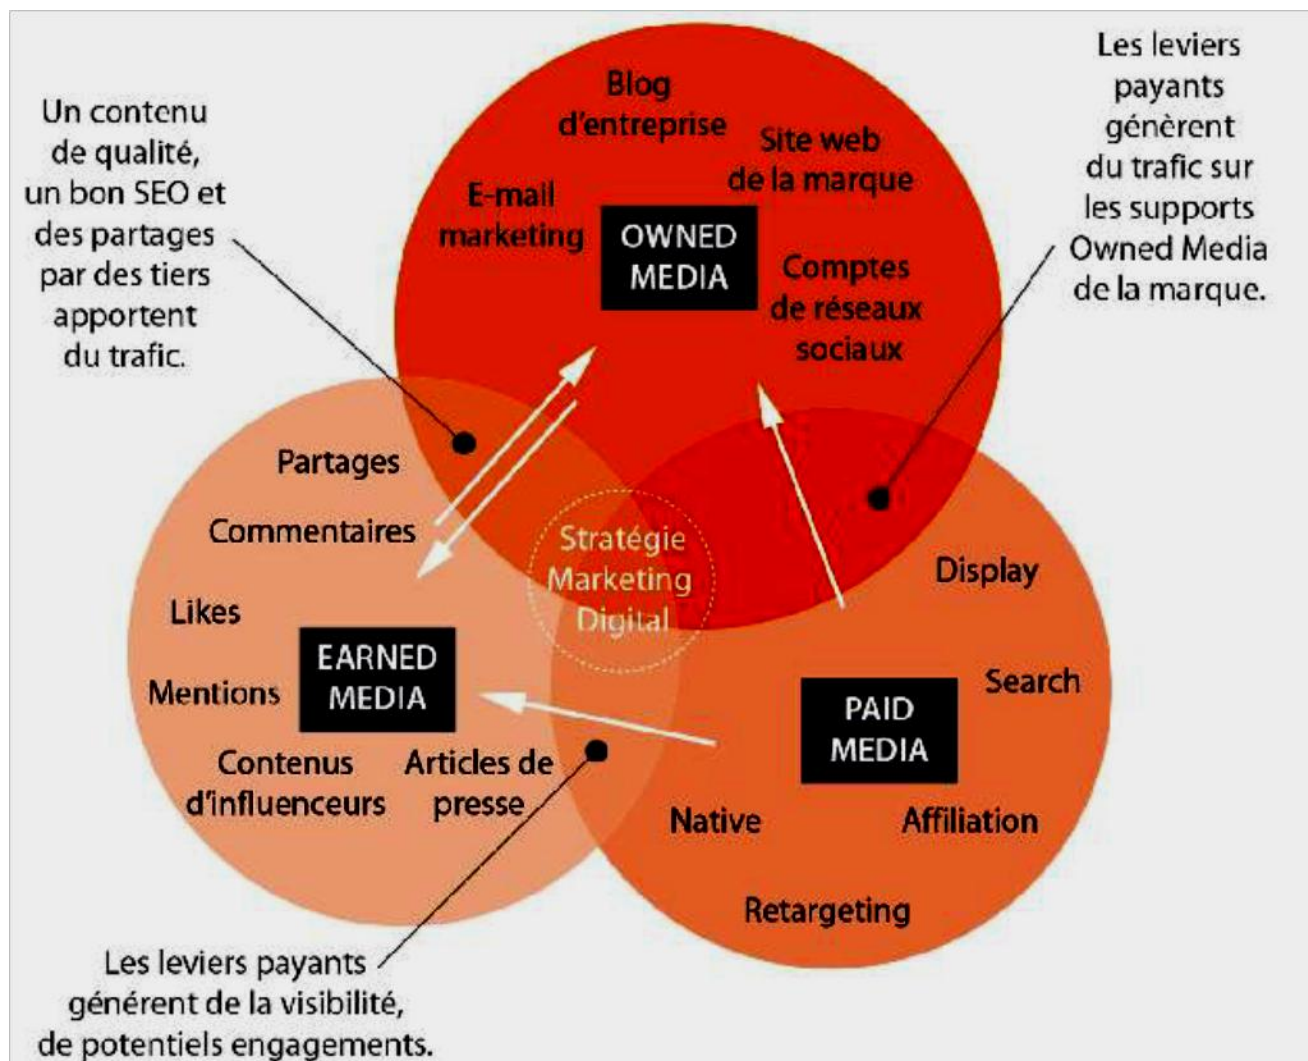 Un contenu
de qualité,
un bon SEO et
des partages
par des tiers
apportent
du trafic.
Blog
d'entreprise
Site web
de la marque
E-mail
marketing
OWNED
MEDIA
Comptes
de réseaux
sociaux
Les leviers
payants
génèrent
du trafic sur
les supports
Owned Media
de la marque.
Partages
Commentaires
Likes
Mentions
EARNED
MEDIA
Contenus
d'influenceurs
Articles de
presse
Stratégie
Marketing
Digital
Display
Search
PAID
MEDIA
Native
Affiliation
Retargeting
Les leviers payants
générent de la visibilité,
de potentiels engagements.